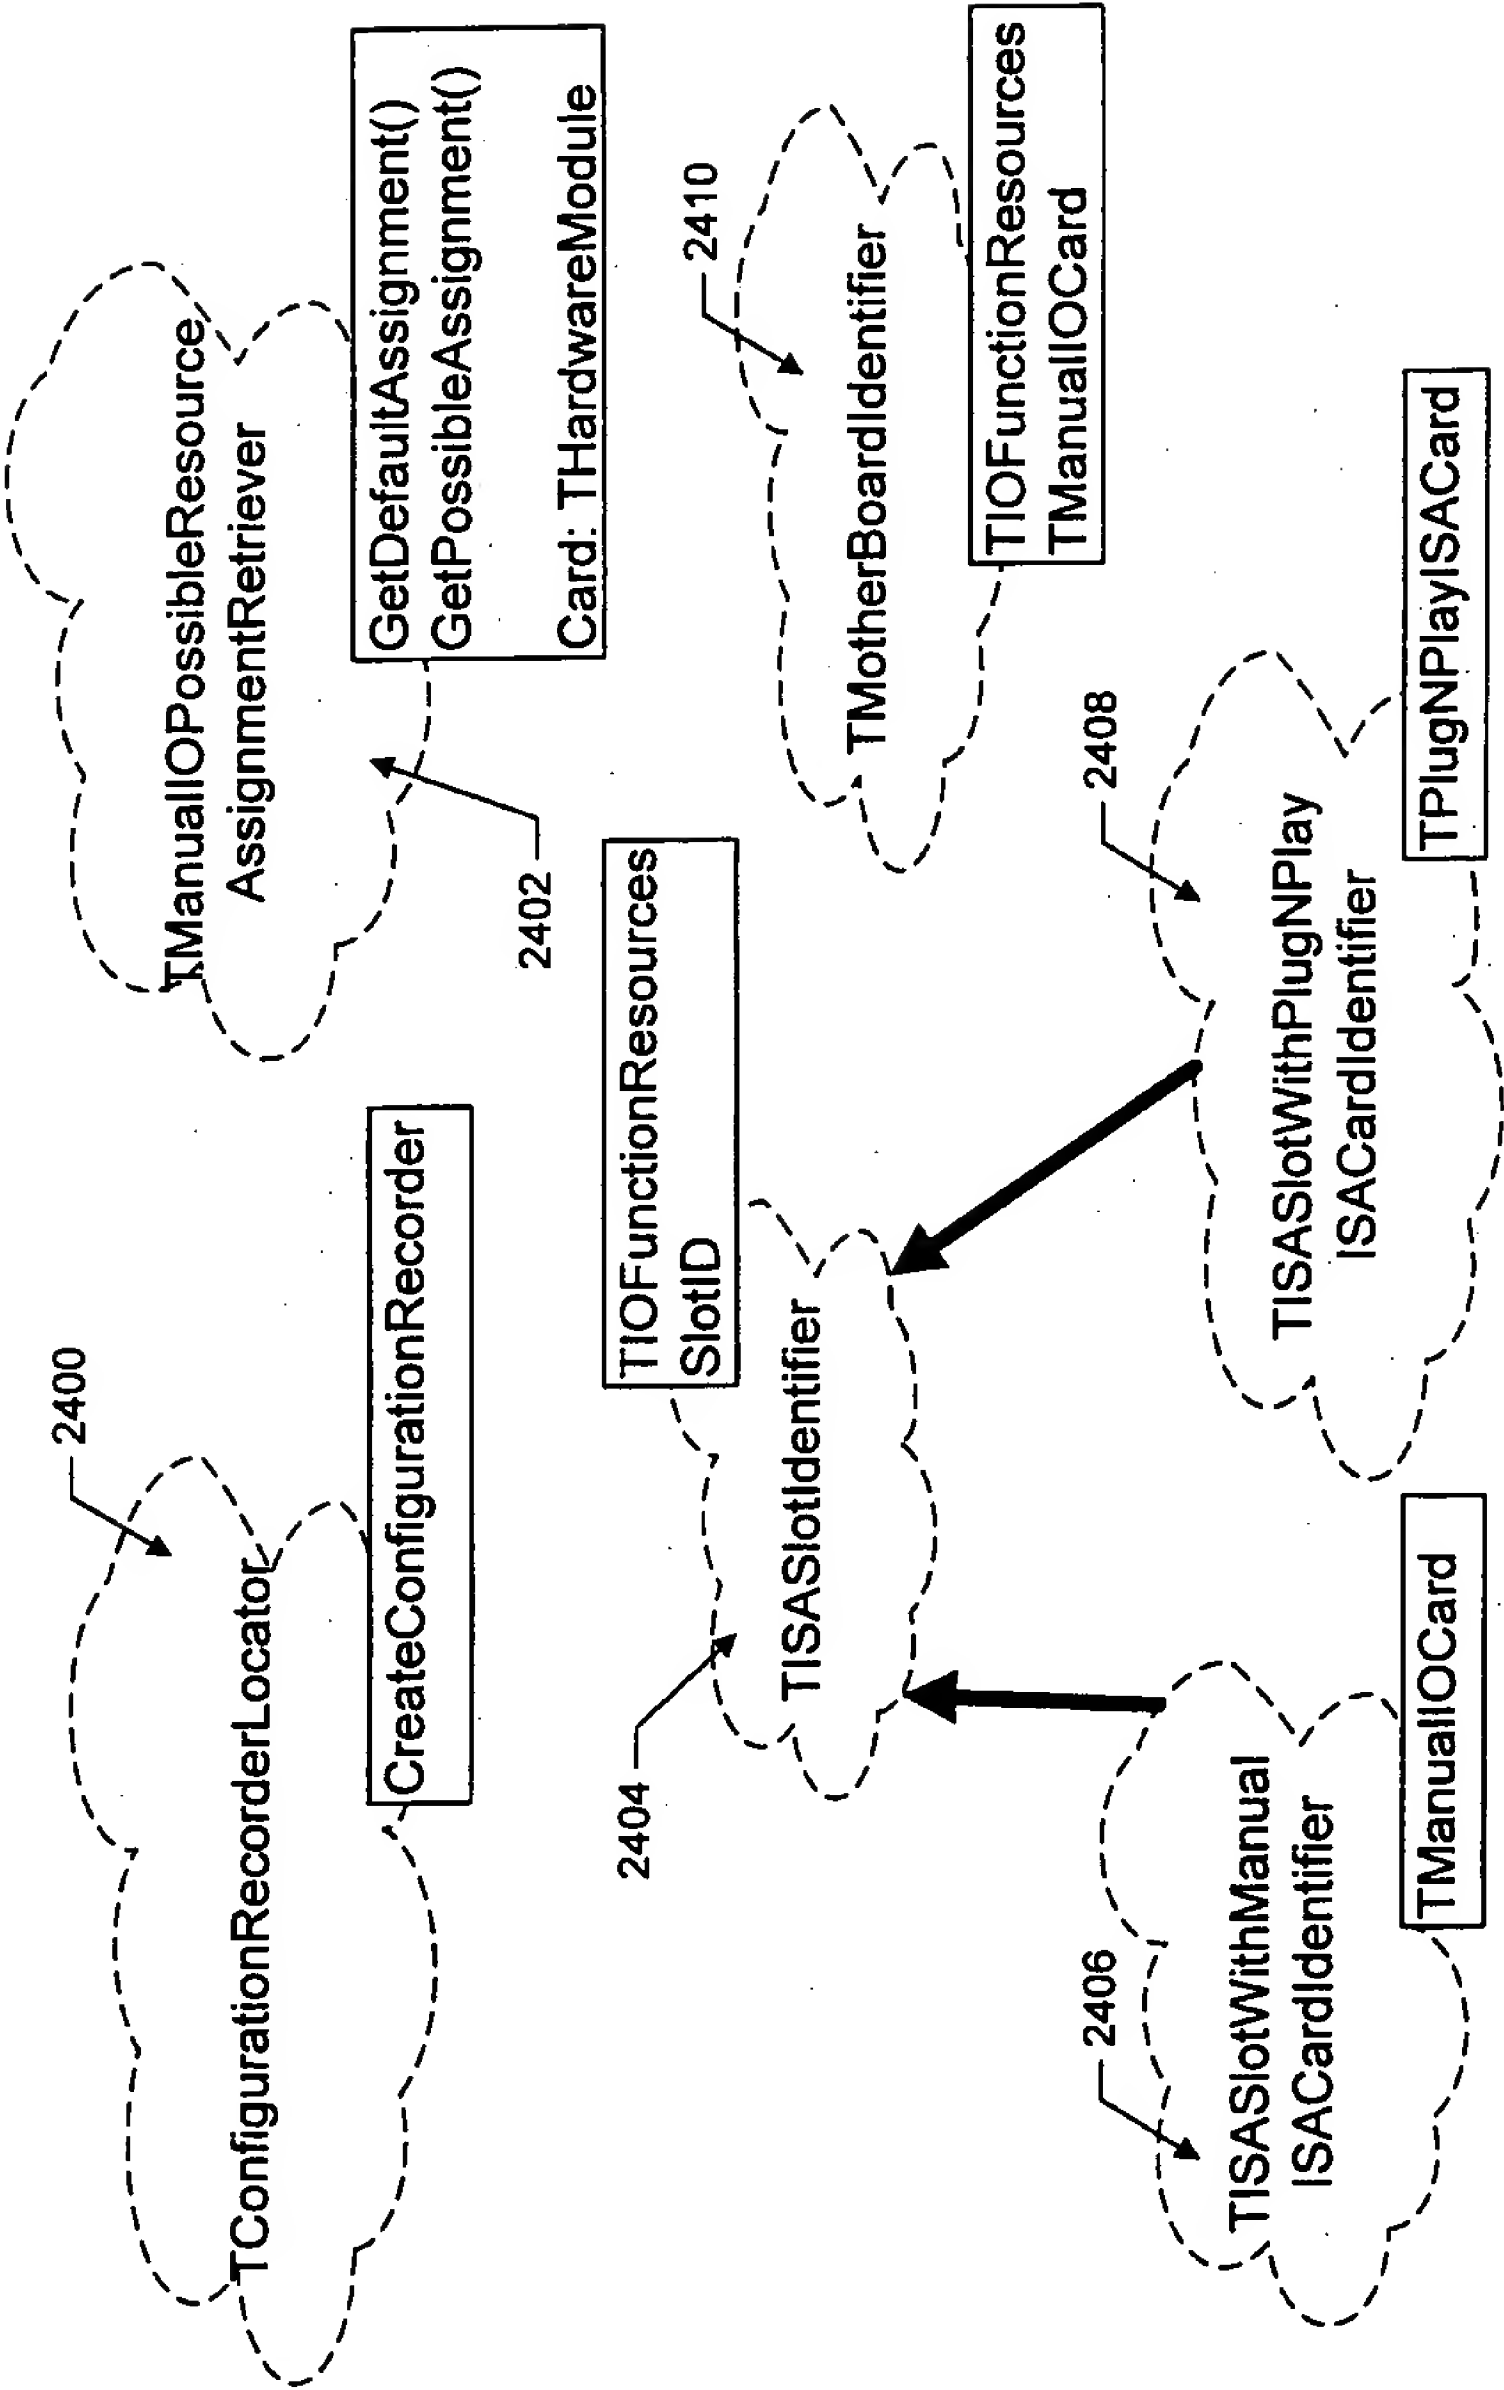 2400
TConfigurationRecorderLocator
CreateConfigurationRecorder
TManualIOPossibleResource
AssignmentRetriever
GetDefaultAssignment()
GetPossibleAssignment()
Card: THardwareModule
2402
TIOFunctionResources
SlotID
2404
TISASlotIdentifier
2410
TMotherBoardIdentifier
TIOFunctionResources
TManualIOCard
2406
TISASlotWithManual
ISACardIdentifier
TManualIOCard
2408
TISASlotWithPlugNPlay
ISACardIdentifier
TPlugNPlayISACard